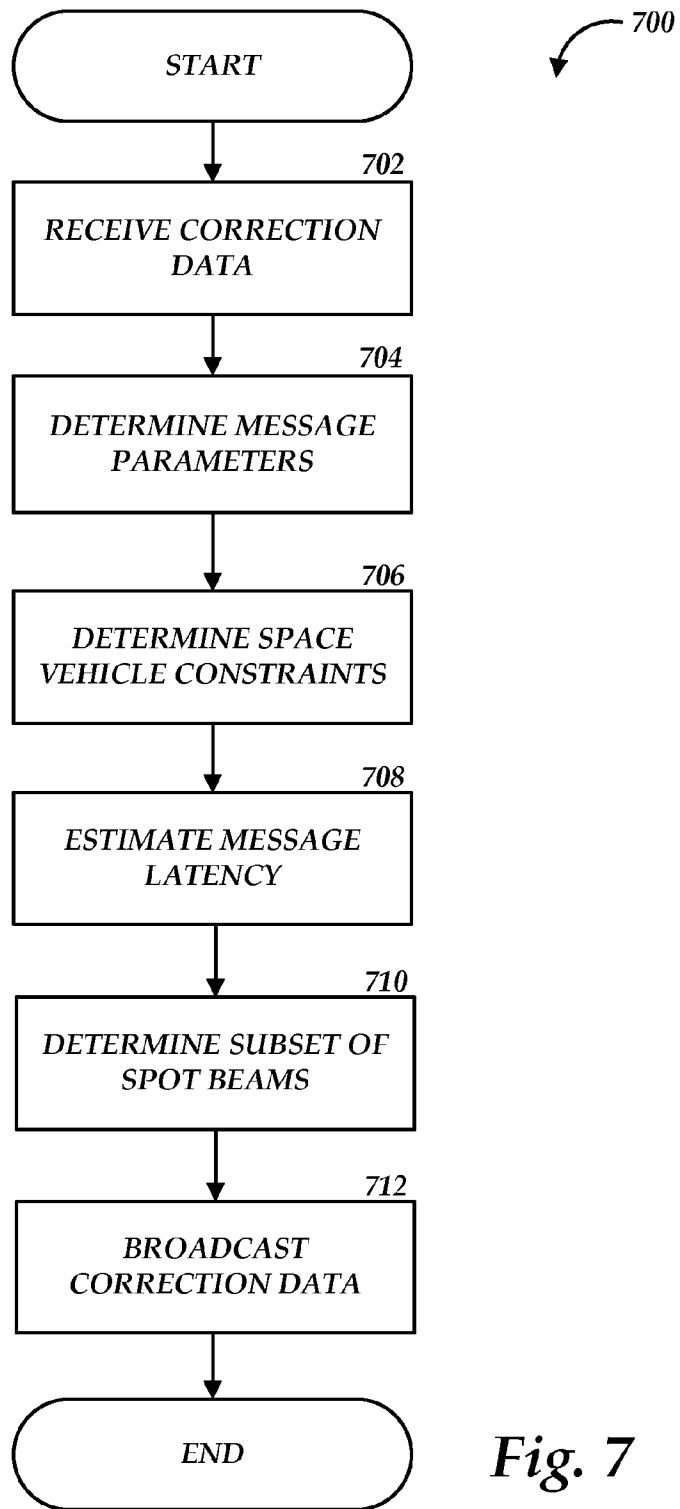 START
700
702
RECEIVE CORRECTION
DATA
704
DETERMINE MESSAGE
PARAMETERS
706
DETERMINE SPACE
VEHICLE CONSTRAINTS
708
ESTIMATE MESSAGE
LATENCY
710
DETERMINE SUBSET OF
SPOT BEAMS
712
BROADCAST
CORRECTION DATA
END
Fig. 7